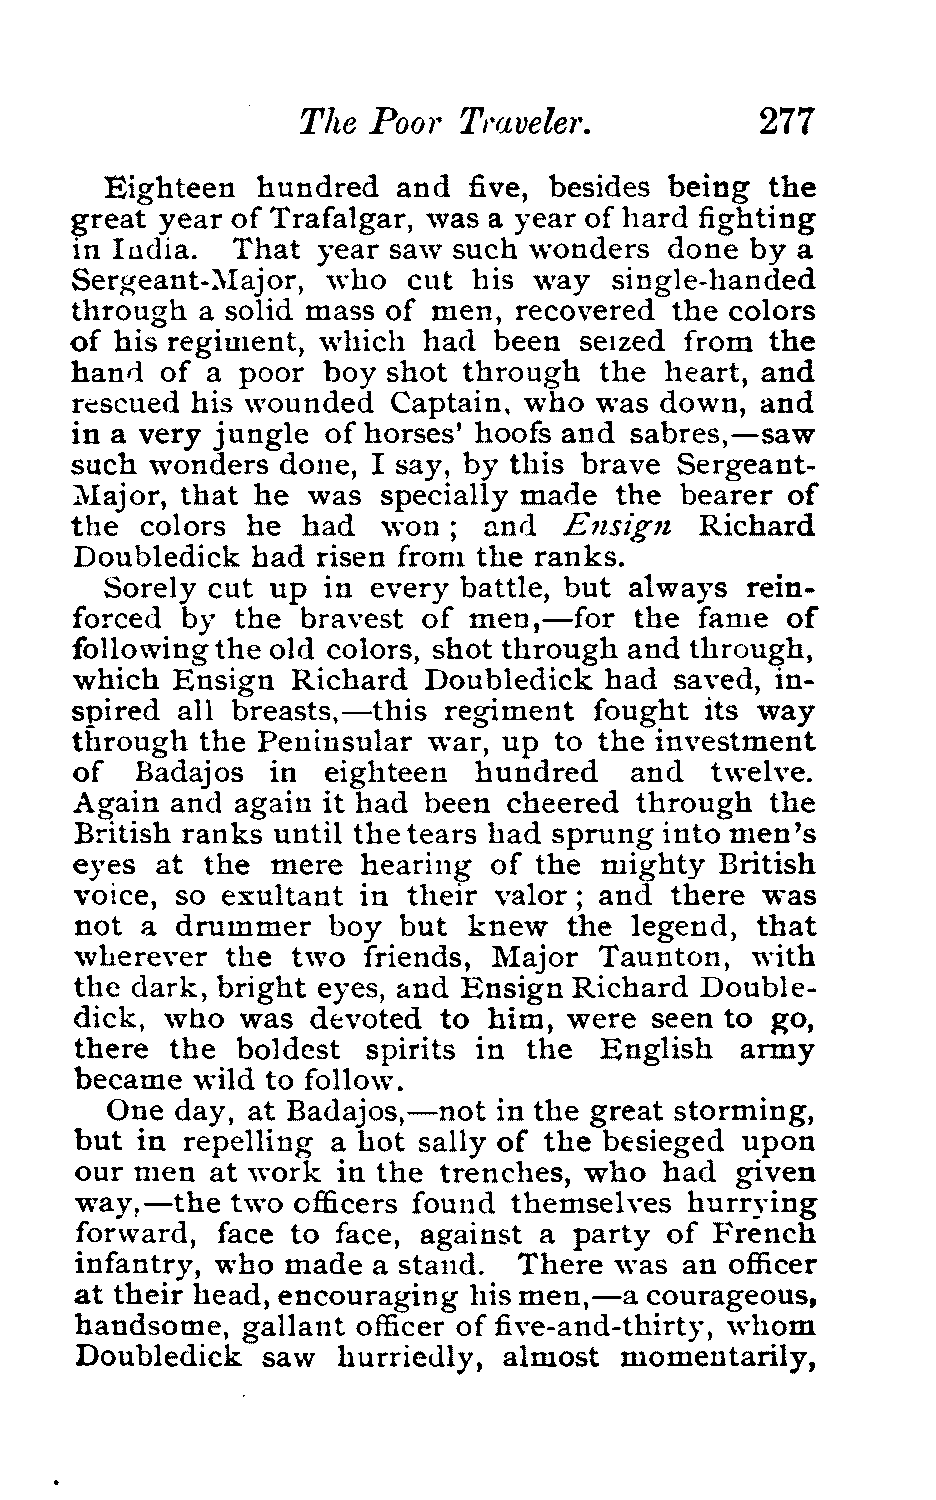 The Poor Traveler. 277
Eighteen hundred and five, besides being the
great year of Trafalgar, was a year of hard fighting
in India. That year saw such wonders done by a
Sergeant-Major, who cut his way single-handed
through a solid mass of men, recovered the colors
of his regiment, which had been seized from the
hand of a poor boy shot through the heart, and
rescued his wounded Captain, who was down, and
in a very jungle of horses' hoofs and sabres,—saw
such wonders done, I say, by this brave Sergeant-
Major, that he was specially made the bearer of
the colors he had won; and Ensign Richard
Doubledick had risen from the ranks.
Sorely cut up in every battle, but always rein-
forced by the bravest of men,—for the fame of
following the old colors, shot through and through,
which Ensign Richard Doubledick had saved, in-
spired all breasts,—this regiment fought its way
through the Peninsular war, up to the investment
of Badajos in eighteen hundred and twelve.
Again and again it had been cheered through the
British ranks until the tears had sprung into men's
eyes at the mere hearing of the mighty British
voice, so exultant in their valor; and there was
not a drummer boy but knew the legend, that
wherever the two friends, Major Taunton, with
the dark, bright eyes, and Ensign Richard Double-
dick, who was devoted to him, were seen to go,
there the boldest spirits in the English army
became wild to follow.
One day, at Badajos,—not in the great storming,
but in repelling a hot sally of the besieged upon
our men at work in the trenches, who had given
way,—the two officers found themselves hurrying
forward, face to face, against a party of French
infantry, who made a stand. There was an officer
at their head, encouraging his men,—a courageous,
handsome, gallant officer of five-and-thirty, whom
Doubledick saw hurriedly, almost momentarily,